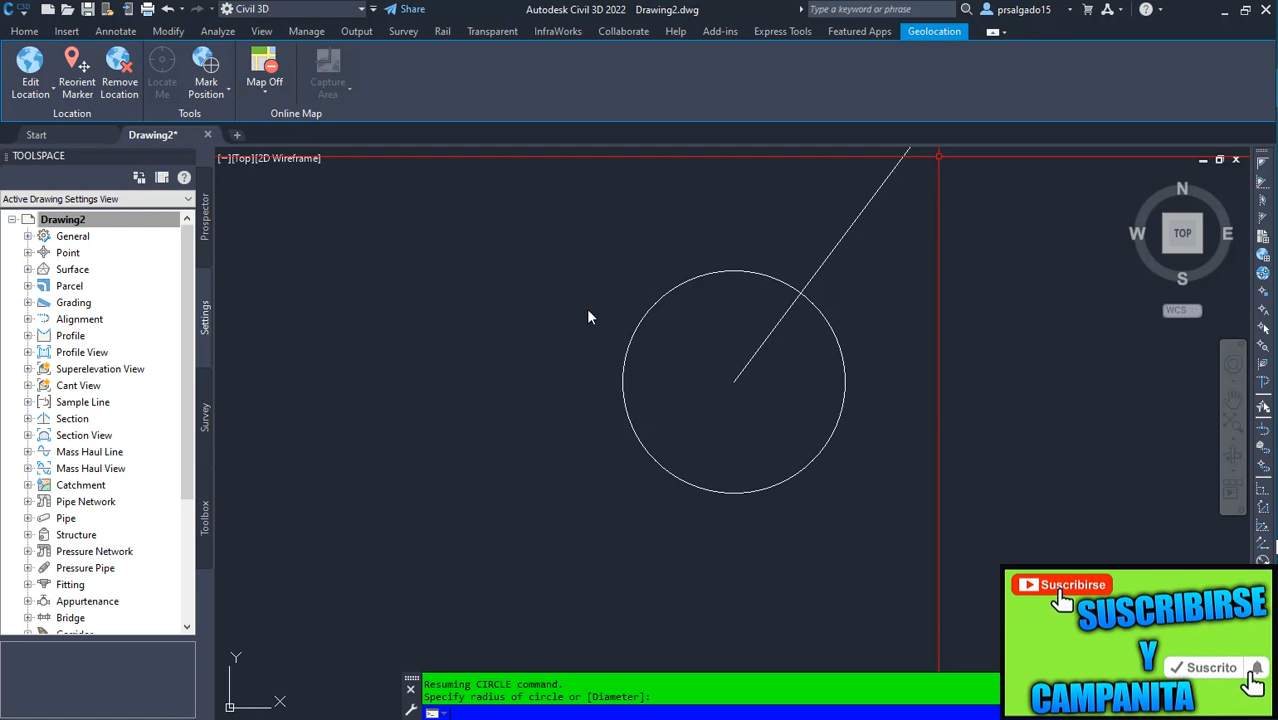 C3D
Civil 3D
Share
Autodesk Civil 3D 2022 Drawing2.dwg
Type a keyword or phrase
prsalgado15
Home Insert Annotate Modify Analyze View Manage Output Survey Rail Transparent InfraWorks Collaborate Help Add-ins Express Tools Featured Apps Geolocation
Edit Location
Reorient Marker
Remove Location
Locate Me
Mark Position
Map Off
Capture Area
Location
Tools
Online Map
Start
Drawing2*
TOOLSPACE
[−][Top][2D Wireframe]
Active Drawing Settings View
Drawing2
General
Point
Surface
Parcel
Grading
Alignment
Profile
Profile View
Superelevation View
Cant View
Sample Line
Section
Section View
Mass Haul Line
Mass Haul View
Catchment
Pipe Network
Pipe
Structure
Pressure Network
Pressure Pipe
Fitting
Appurtenance
Bridge
Corridor
Prospector
Settings
Survey
Toolbox
N
W
TOP
E
S
WCS
Y
X
Resuming CIRCLE command.
Specify radius of circle or [Diameter]:
Suscribirse
SUSCRIBIRSE
Y
CAMPANITA
Suscrito